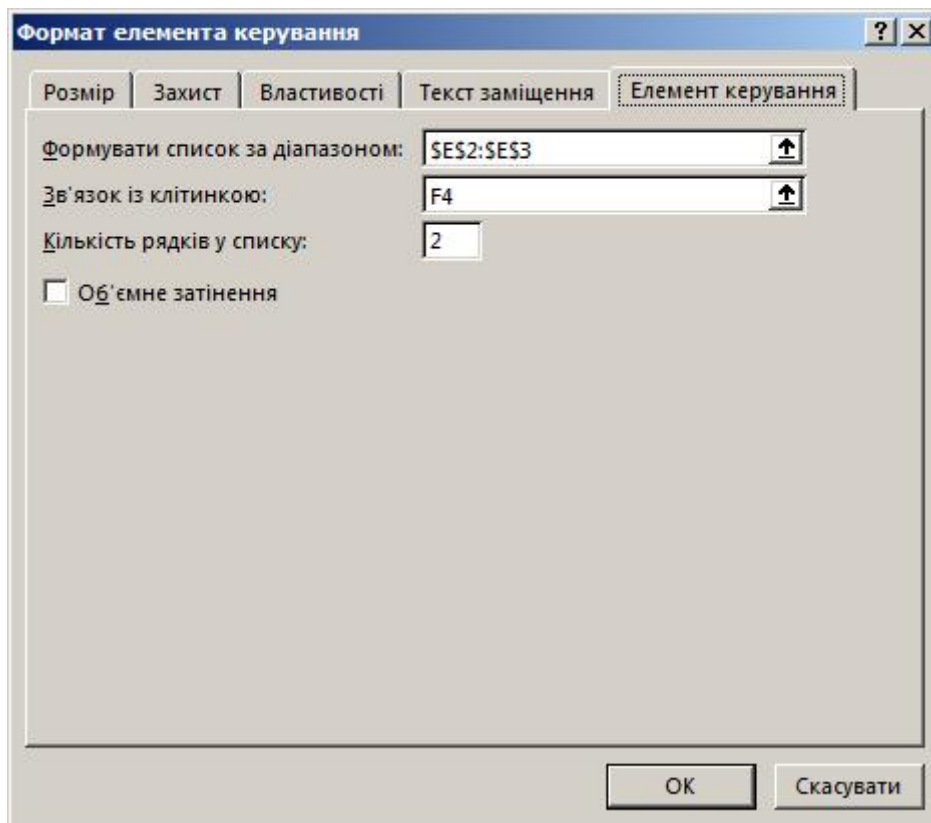 Формат елемента керування
Розмір Захист Властивості Текст заміщення Елемент керування
Формувати список за діапазоном: $E$2:$E$3
Зв'язок із клітинкою: F4
Кількість рядків у списку: 2
Об'ємне затінення
ОК Скасувати